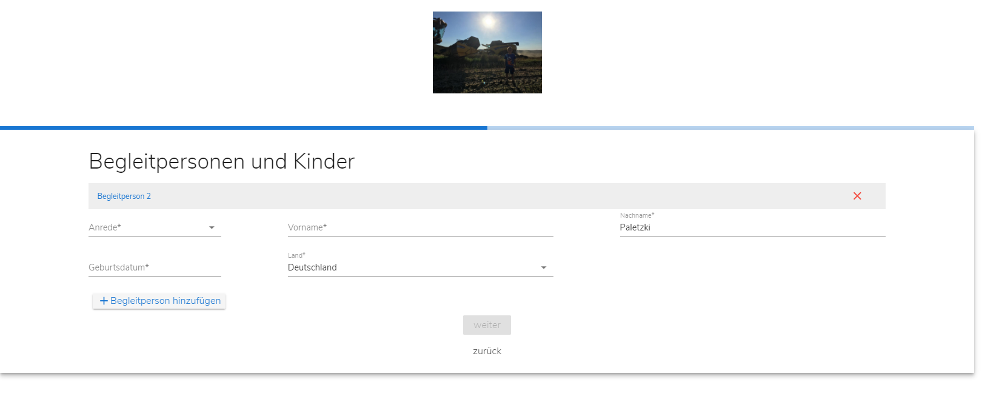 Begleitpersonen und Kinder
Begleitperson 2
Anrede*
Vorname*
Nachname*
Paletzki
Geburtsdatum*
Land*
Deutschland
+ Begleitperson hinzufügen
weiter
zurück